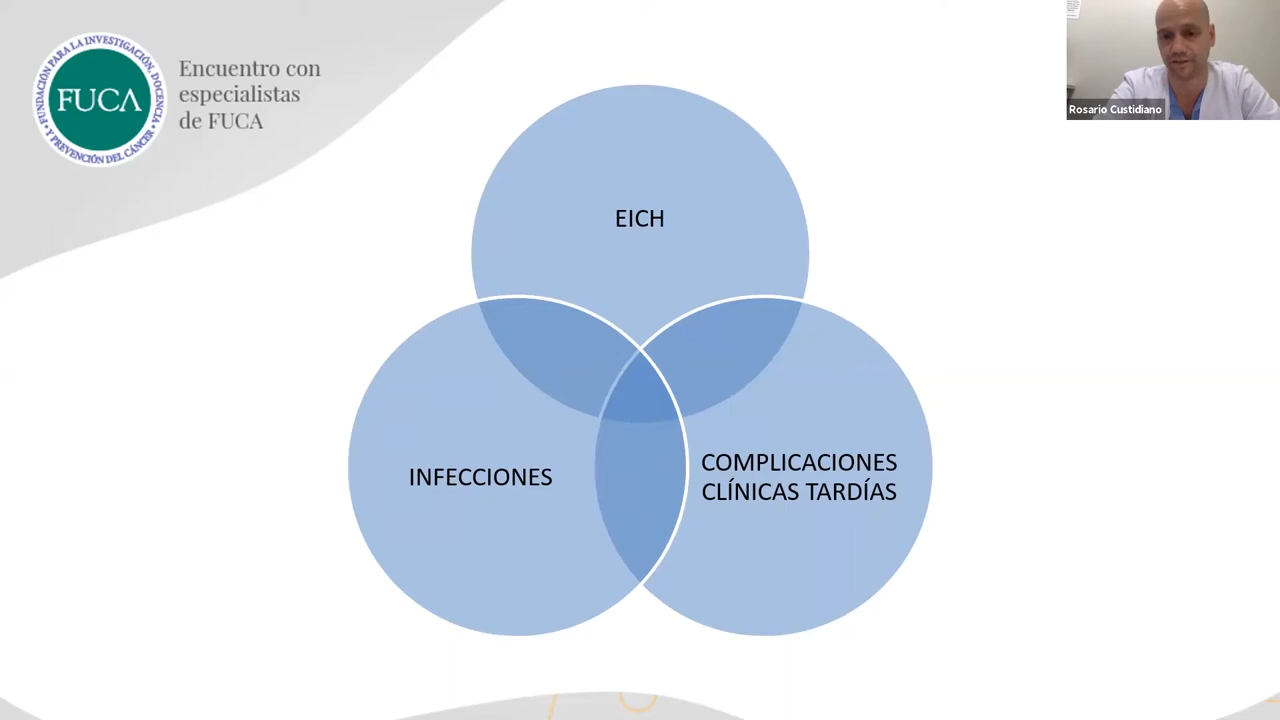 FUNDACIÓN PARA LA INVESTIGACIÓN, DOCENCIA
Y PREVENCIÓN DEL CÁNCER
FUCA
Encuentro con
especialistas
de FUCA
Rosario Custidiano
EICH
INFECCIONES
COMPLICACIONES
CLÍNICAS TARDÍAS